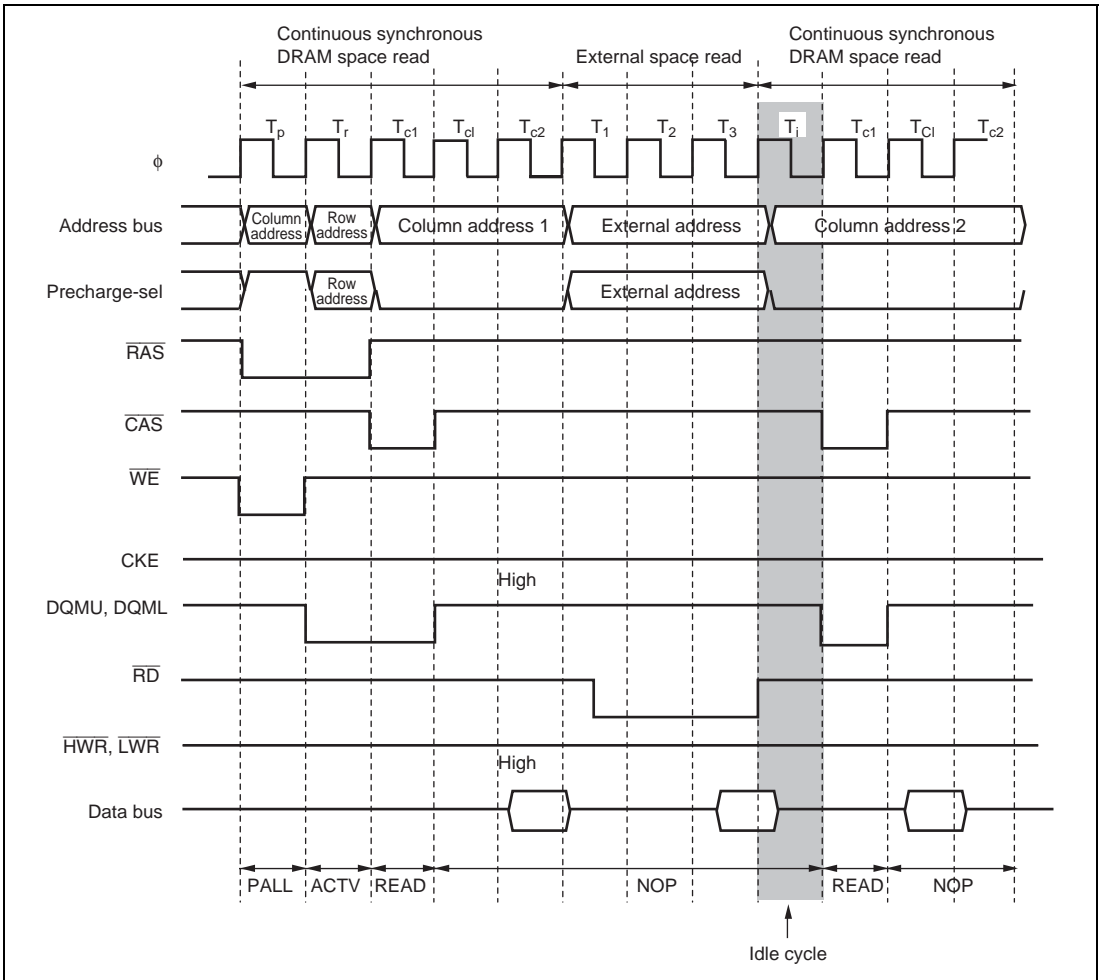 Continuous synchronous
DRAM space read
External space read
Continuous synchronous
DRAM space read
Tp Tr Tc1 Tcl Tc2 T1 T2 T3 Ti Tc1 TCl Tc2
ϕ
Address bus
Column
address
Row
address
Column address 1
External address
Column address 2
Precharge-sel
Row
address
External address
RAS
CAS
WE
CKE
High
DQMU, DQML
RD
HWR, LWR
High
Data bus
PALL ACTV READ NOP READ NOP
Idle cycle